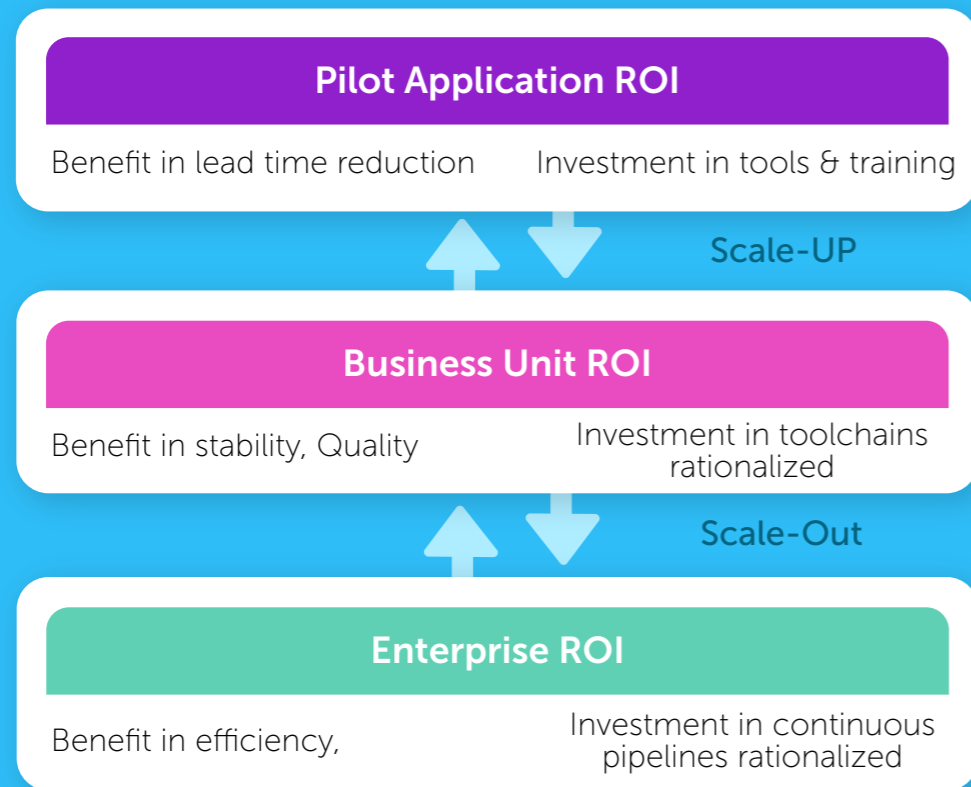 Pilot Application ROI
Benefit in lead time reduction
Investment in tools & training
Scale-UP
Business Unit ROI
Benefit in stability, Quality
Investment in toolchains
rationalized
Scale-Out
Enterprise ROI
Benefit in efficiency,
Investment in continuous
pipelines rationalized